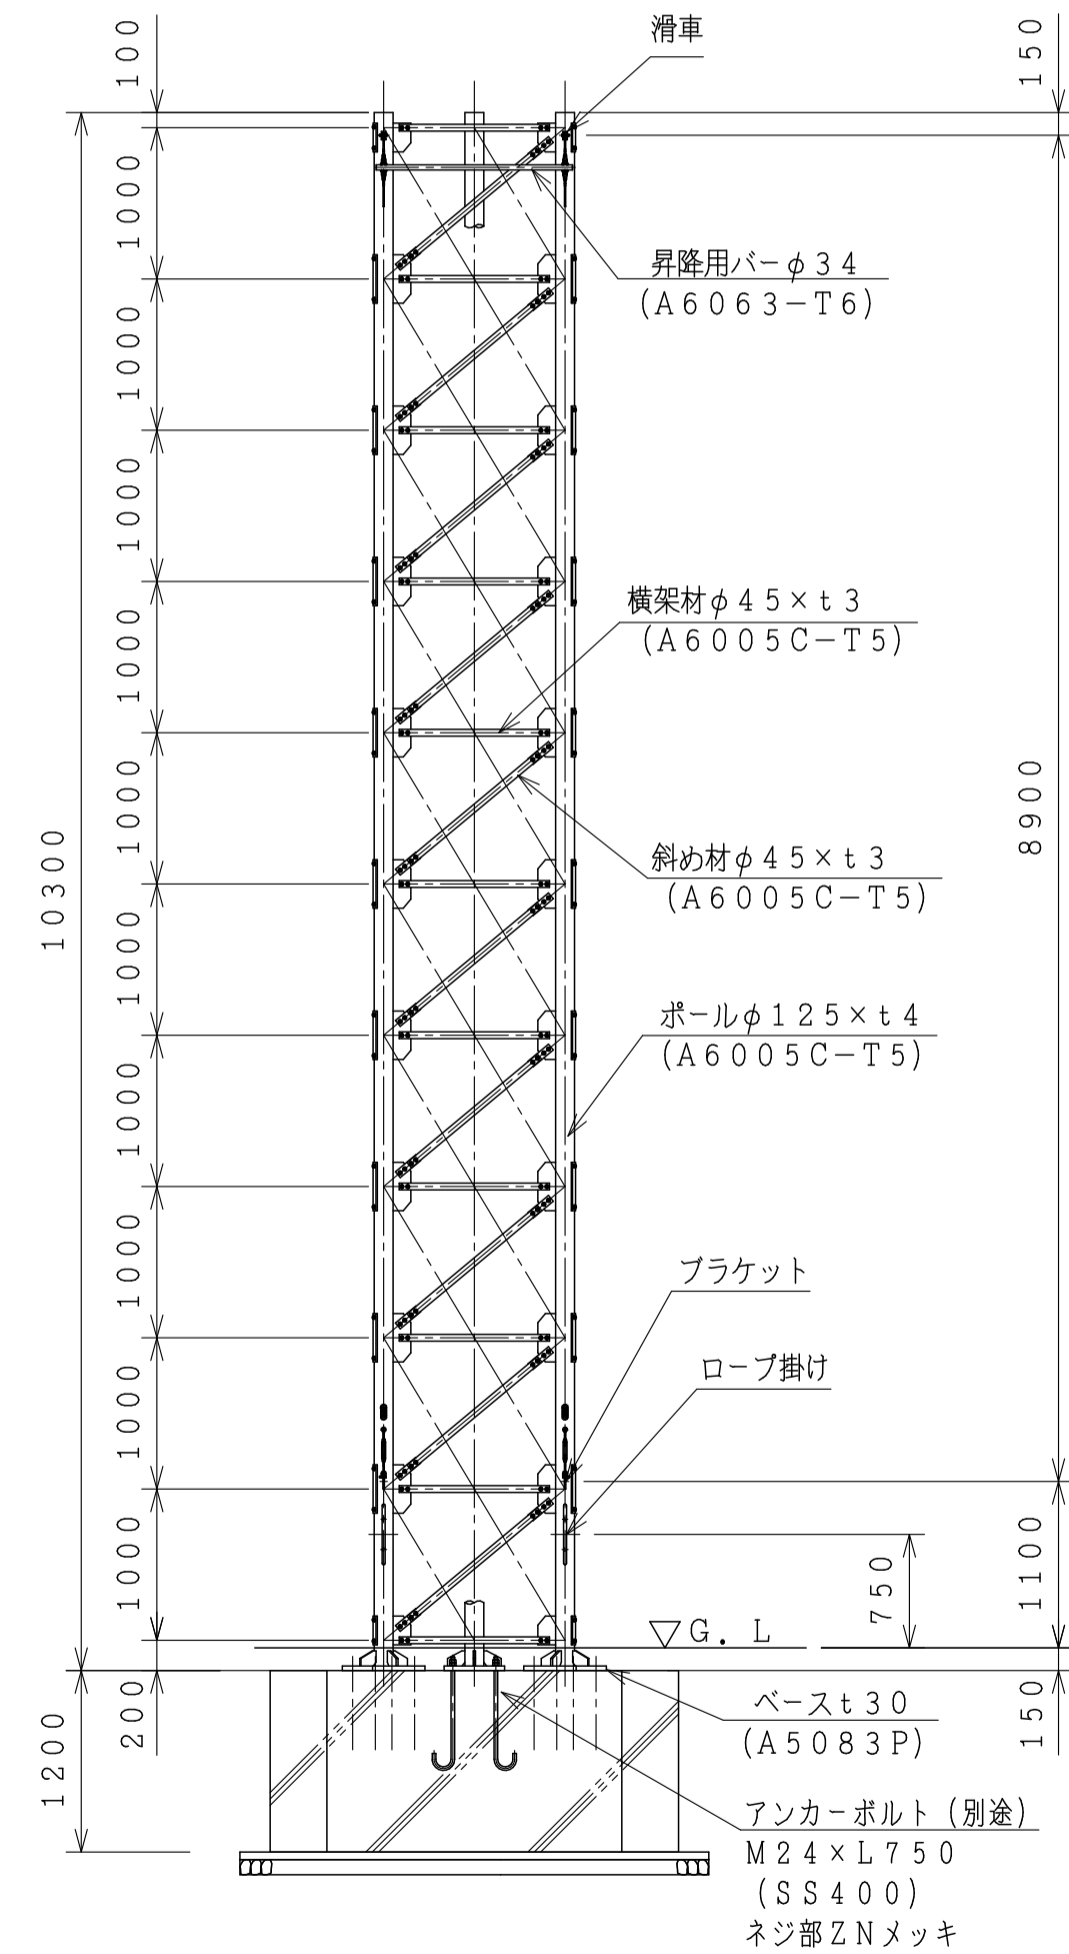 滑車
100
150
昇降用バーφ34
(A6063-T6)
1000
1000
1000
横架材φ45×t3
(A6005C-T5)
1000
1000
8900
10300
斜め材φ45×t3
(A6005C-T5)
1000
ポールφ125×t4
(A6005C-T5)
1000
1000
ブラケット
1000
ロープ掛け
1000
1100
750
▽G.L
200
1200
150
ベースt30
(A5083P)
アンカーボルト(別途)
M24×L750
(SS400)
ネジ部ZNメッキ